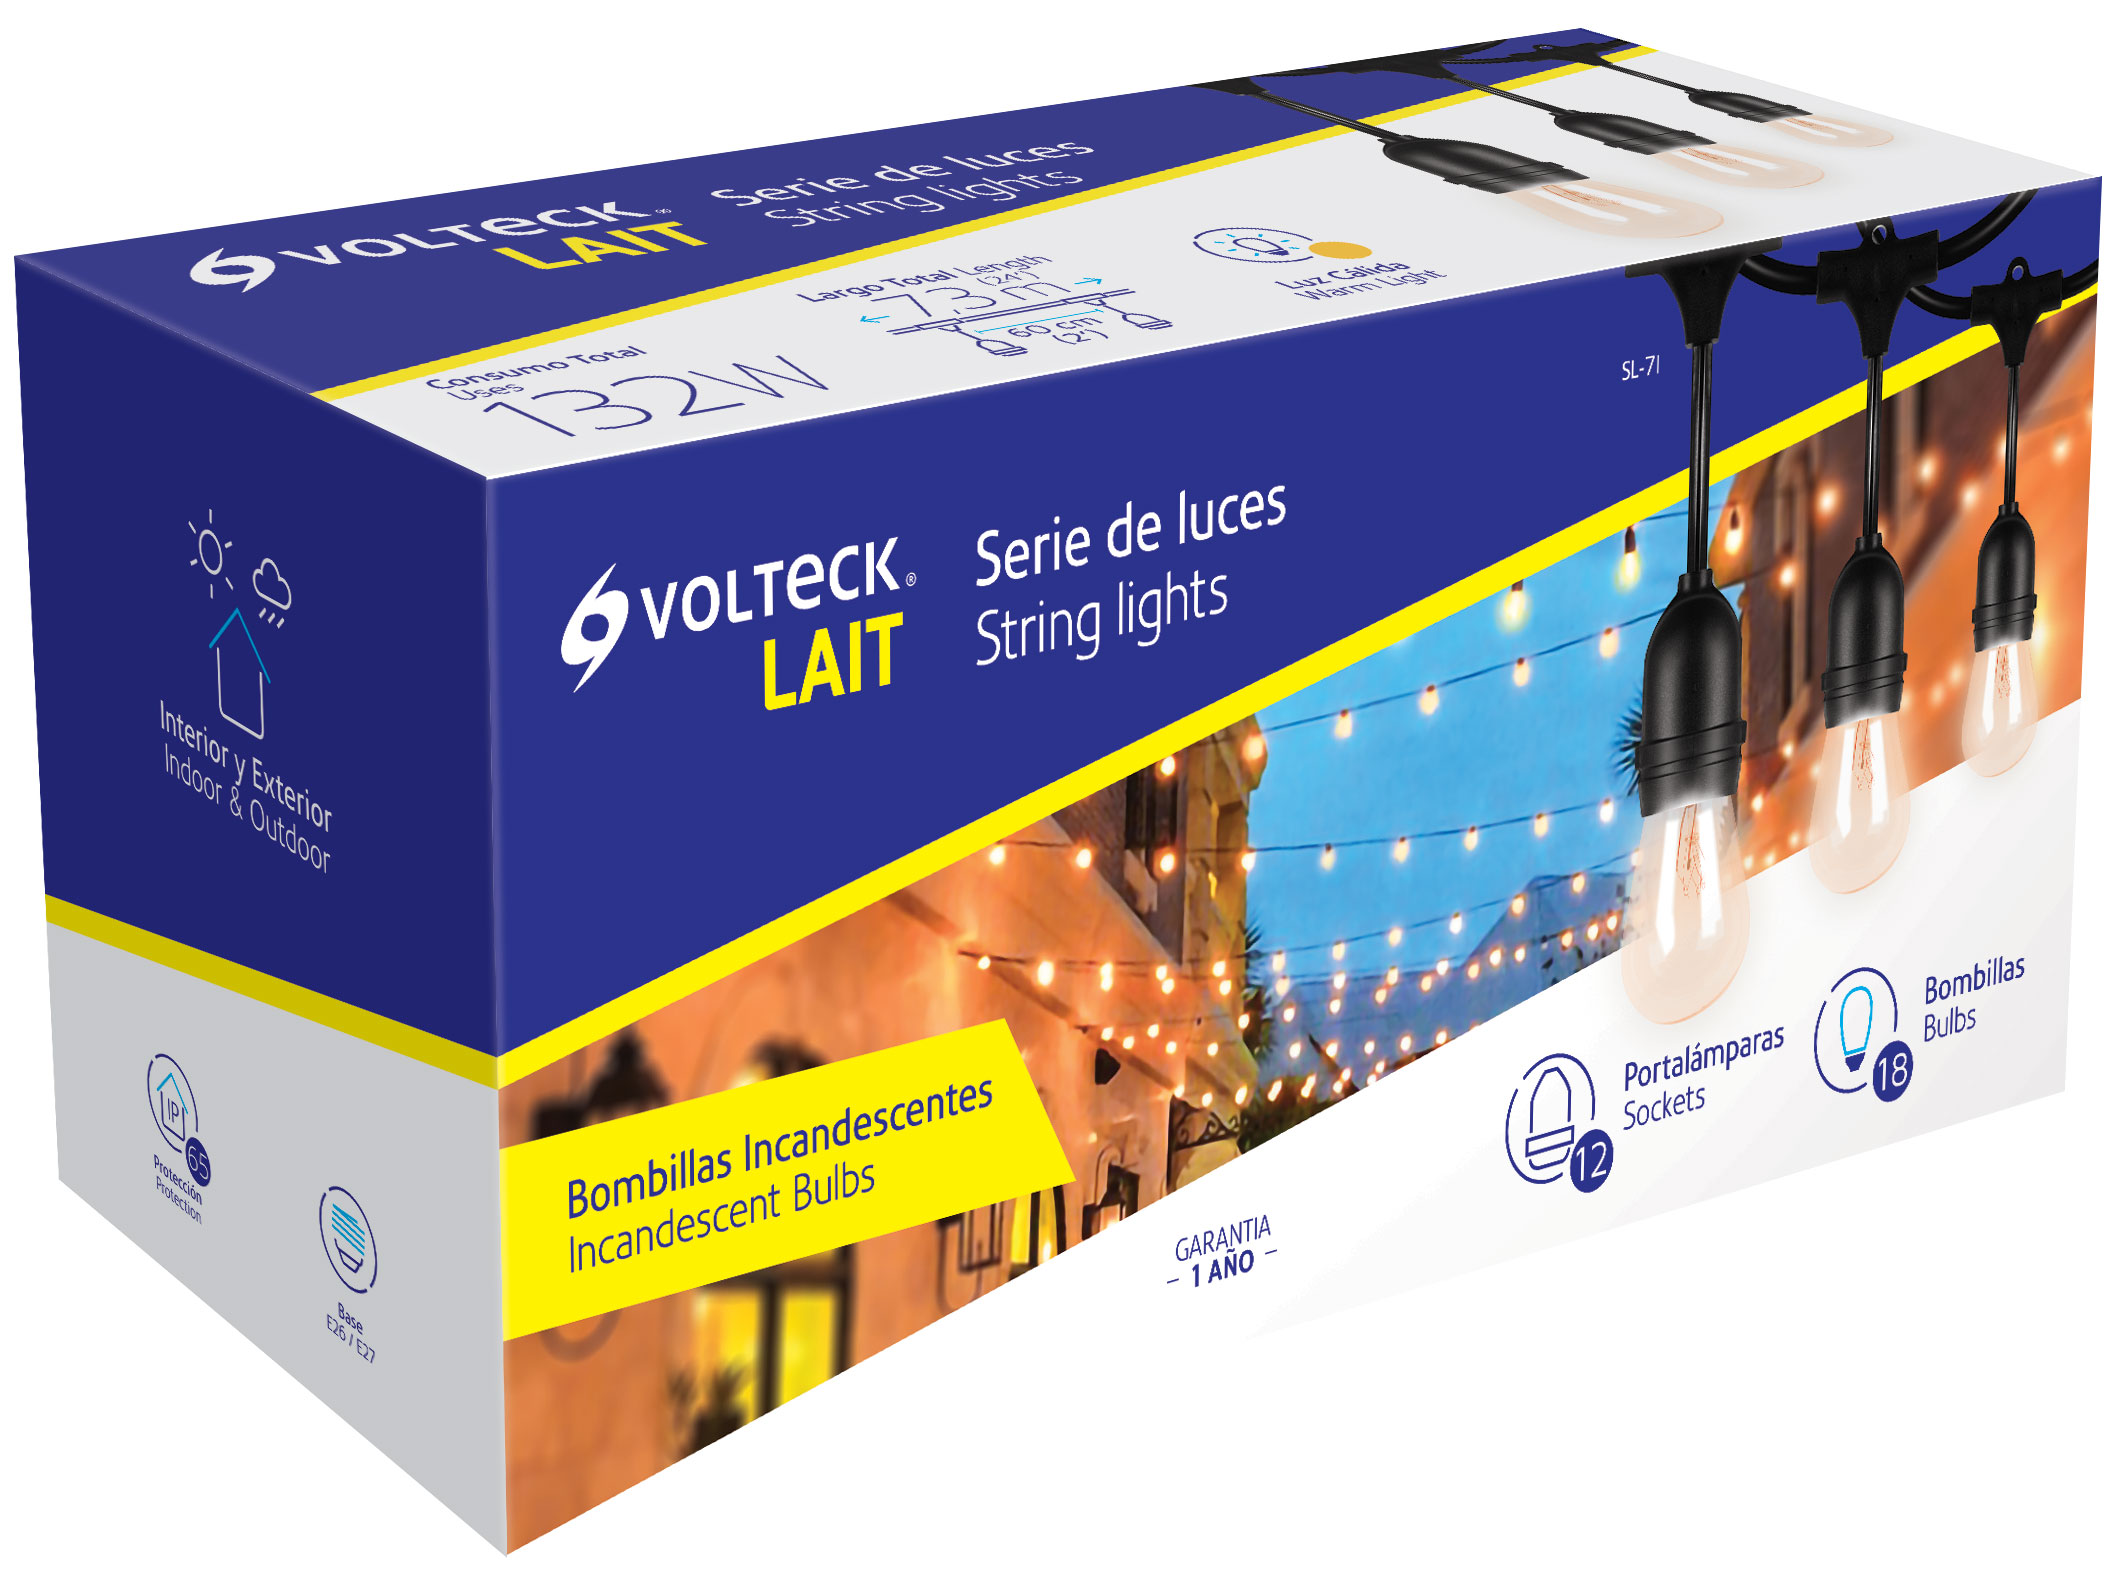 VOLTECK®
LAIT
Serie de luces
String lights
Consumo Total
Uses
132W
Largo Total Length
7,3 m (24')
60 cm
(2')
Luz Cálida
Warm Light
SL-7I
VOLTECK®
LAIT
Serie de luces
String lights
Interior y Exterior
Indoor & Outdoor
IP
65
Protección
Protection
Base
E26 / E27
Bombillas Incandescentes
Incandescent Bulbs
GARANTIA
– 1 AÑO –
12
Portalámparas
Sockets
18
Bombillas
Bulbs